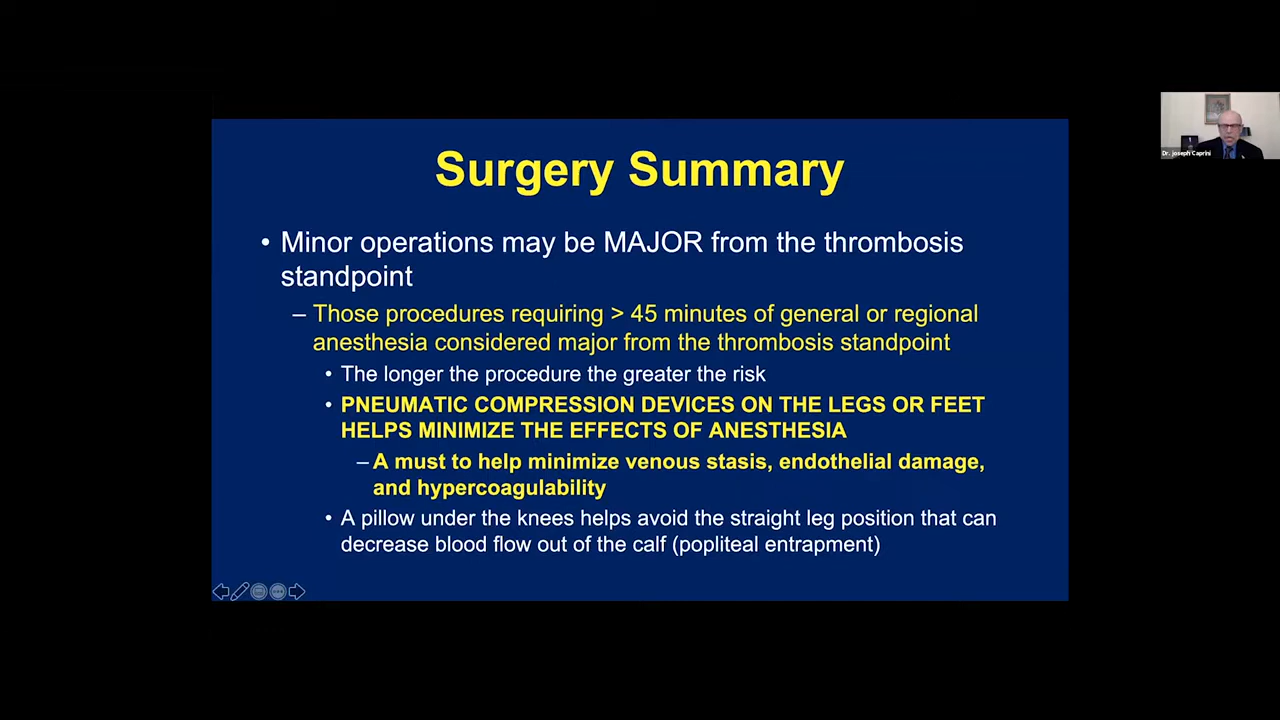 Surgery Summary
• Minor operations may be MAJOR from the thrombosis
standpoint
– Those procedures requiring > 45 minutes of general or regional
anesthesia considered major from the thrombosis standpoint
• The longer the procedure the greater the risk
• PNEUMATIC COMPRESSION DEVICES ON THE LEGS OR FEET
HELPS MINIMIZE THE EFFECTS OF ANESTHESIA
– A must to help minimize venous stasis, endothelial damage,
and hypercoagulability
• A pillow under the knees helps avoid the straight leg position that can
decrease blood flow out of the calf (popliteal entrapment)
Dr. joseph Caprini